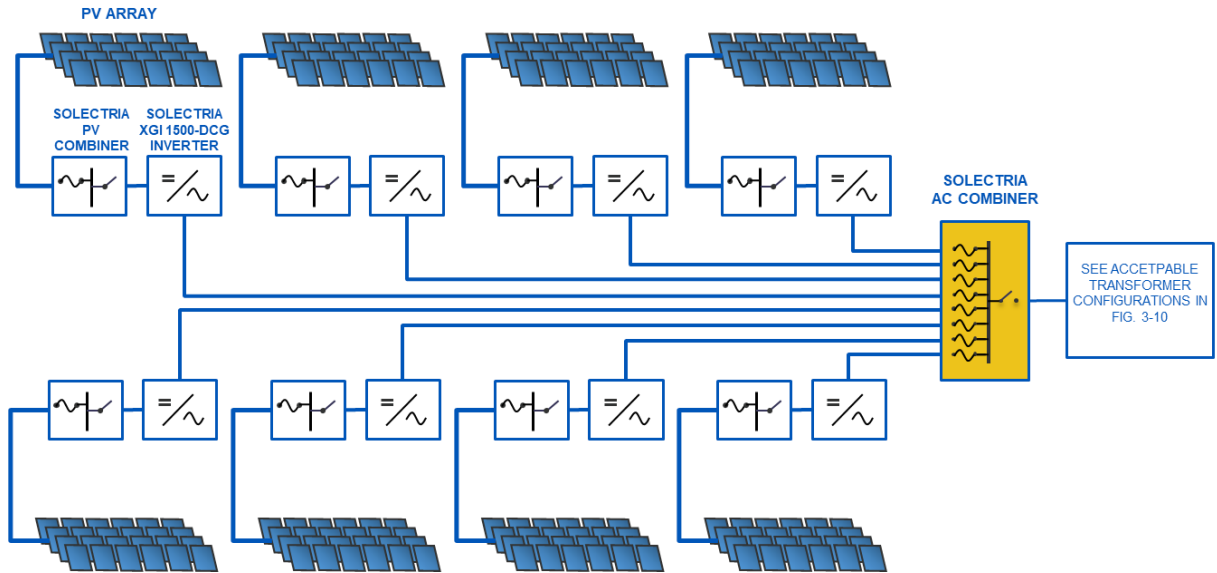 PV ARRAY
SOLECTRIA
PV
COMBINER
SOLECTRIA
XGI 1500-DCG
INVERTER
SOLECTRIA
AC COMBINER
SEE ACCETPABLE
TRANSFORMER
CONFIGURATIONS IN
FIG. 3-10